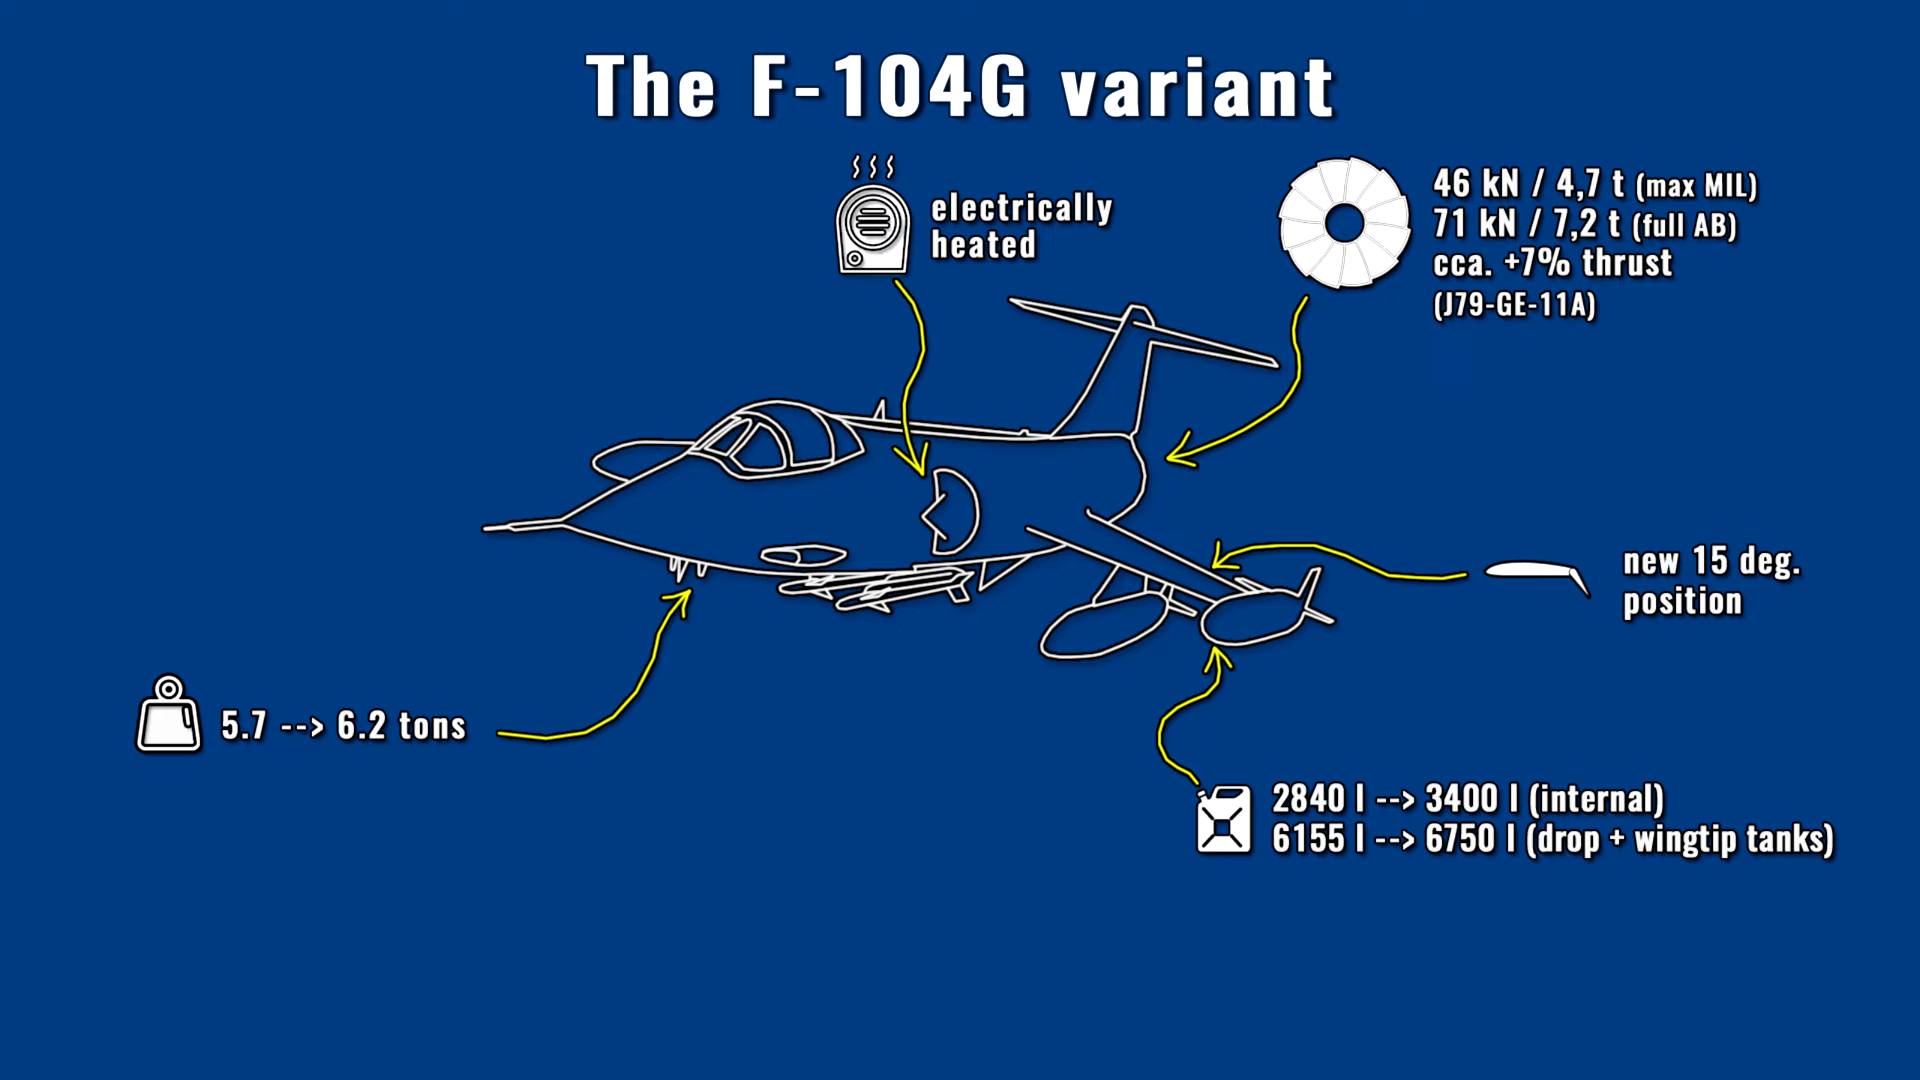 The F-104G variant
electrically
heated
46 kN / 4,7 t (max MIL)
71 kN / 7,2 t (full AB)
cca. +7% thrust
(J79-GE-11A)
new 15 deg.
position
5.7 --> 6.2 tons
2840 l --> 3400 l (internal)
6155 l --> 6750 l (drop + wingtip tanks)